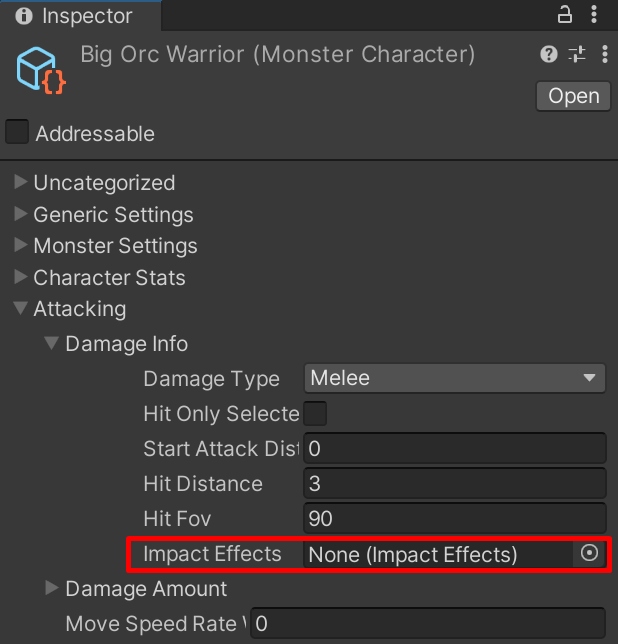 Inspector
Big Orc Warrior (Monster Character)
Open
Addressable
Uncategorized
Generic Settings
Monster Settings
Character Stats
Attacking
Damage Info
Damage Type Melee
Hit Only Selecte
Start Attack Dist 0
Hit Distance 3
Hit Fov 90
Impact Effects None (Impact Effects)
Damage Amount
Move Speed Rate 0